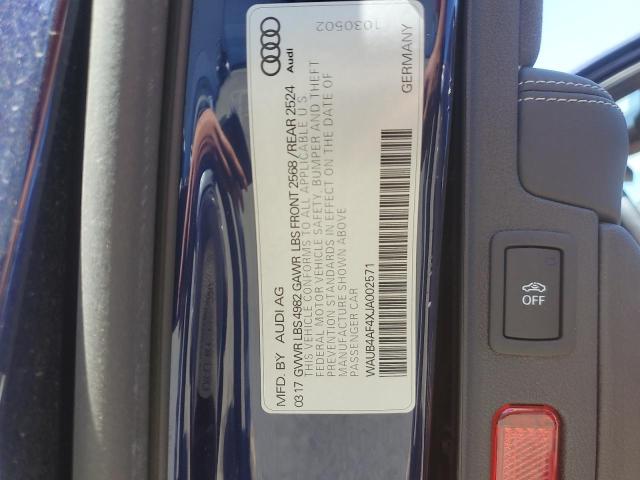 MFD. BY AUDI AG
0317 GVWR LBS 4982 GAWR LBS FRONT 2568 /REAR 2524
THIS VEHICLE CONFORMS TO ALL APPLICABLE U.S.
FEDERAL MOTOR VEHICLE SAFETY, BUMPER AND THEFT
PREVENTION STANDARDS IN EFFECT ON THE DATE OF
MANUFACTURE SHOWN ABOVE
PASSENGER CAR
WAUB4AF4XJA002571
Audi
1030502
GERMANY
OFF